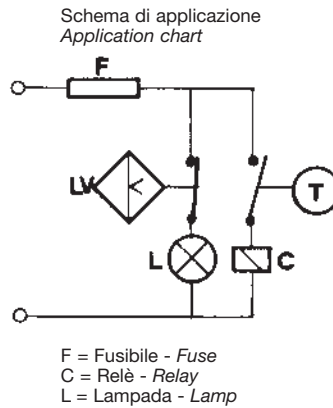 Schema di applicazione
Application chart
F
LV
T
L
C
F = Fusibile - Fuse
C = Relè - Relay
L = Lampada - Lamp